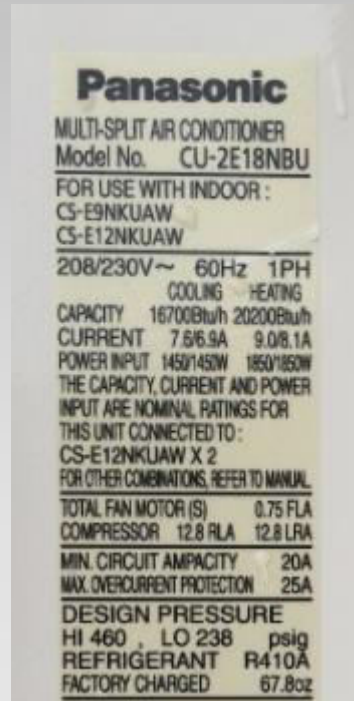 Panasonic
MULTI-SPLIT AIR CONDITIONER
Model No. CU-2E18NBU
FOR USE WITH INDOOR :
CS-E9NKUAW
CS-E12NKUAW
208/230V~ 60Hz 1PH
COOLING HEATING
CAPACITY 16700Btu/h 20200Btu/h
CURRENT 7.6/6.9A 9.0/8.1A
POWER INPUT 1450/1450W 1850/1850W
THE CAPACITY, CURRENT AND POWER
INPUT ARE NOMINAL RATINGS FOR
THIS UNIT CONNECTED TO :
CS-E12NKUAW X 2
FOR OTHER COMBINATIONS, REFER TO MANUAL.
TOTAL FAN MOTOR (S) 0.75 FLA
COMPRESSOR 12.8 RLA 12.8 LRA
MIN. CIRCUIT AMPACITY 20A
MAX. OVERCURRENT PROTECTION 25A
DESIGN PRESSURE
HI 460 , LO 238 psig
REFRIGERANT R410A
FACTORY CHARGED 67.8oz